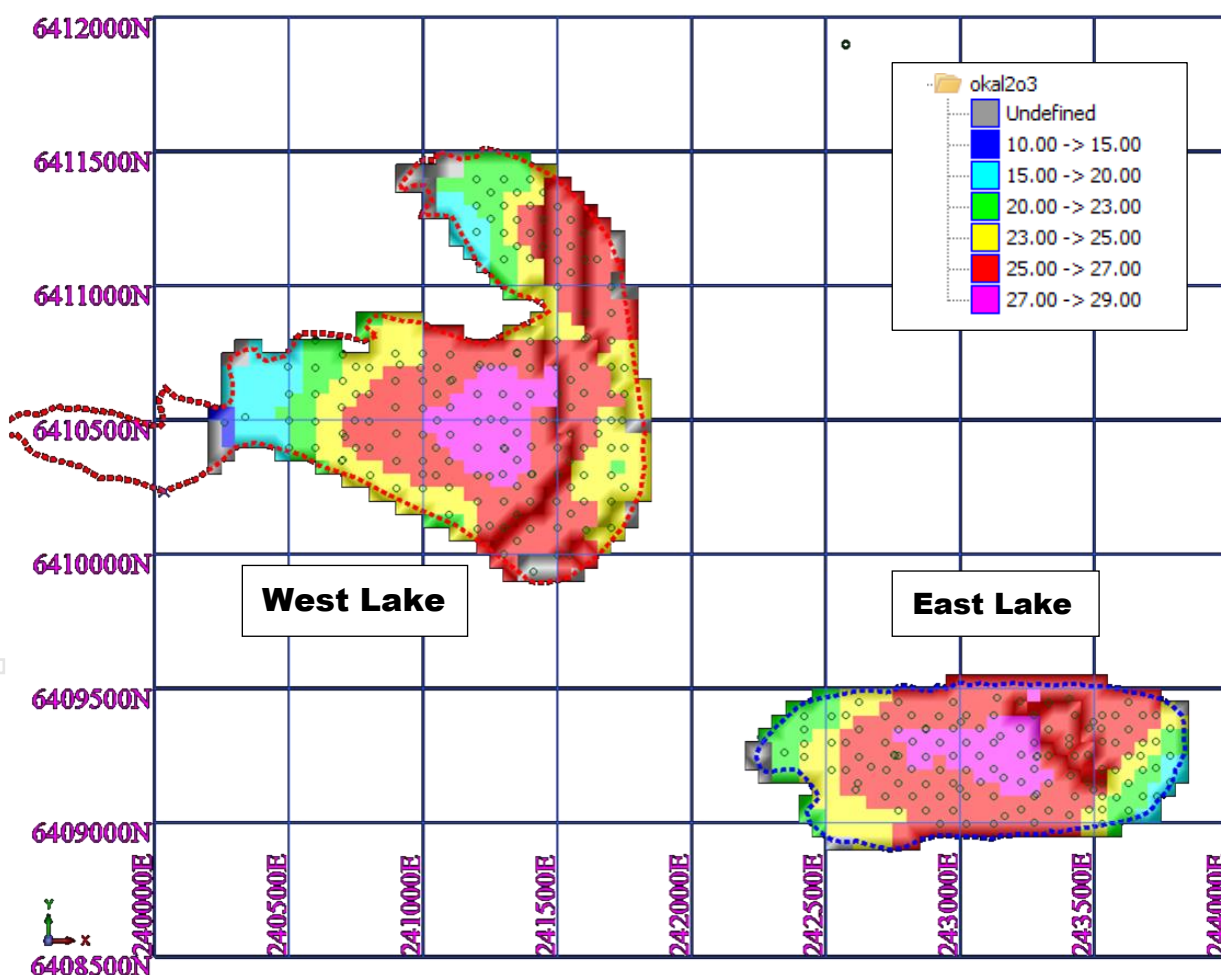 6412000N
okal2o3
Undefined
10.00 -> 15.00
15.00 -> 20.00
20.00 -> 23.00
23.00 -> 25.00
25.00 -> 27.00
27.00 -> 29.00
6411500N
6411000N
6410500N
6410000N
West Lake
East Lake
6409500N
6409000N
240000E
240500E
241000E
241500E
242000E
242500E
243000E
243500E
Y
X
6408500N